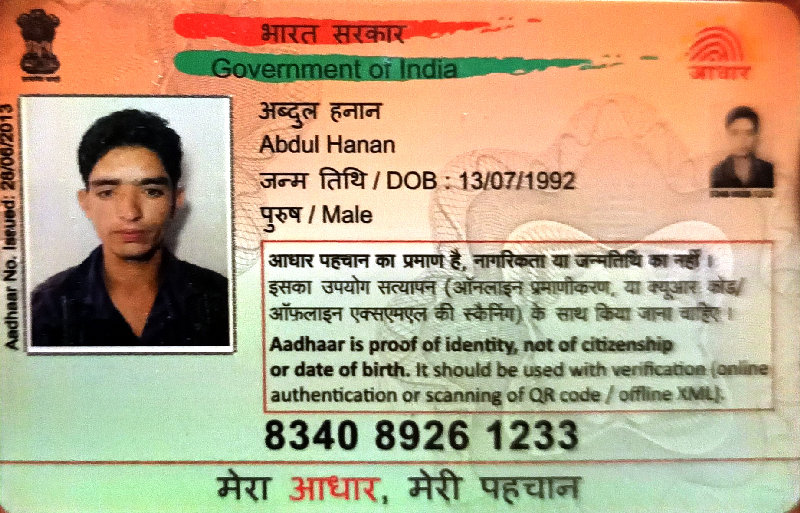 भारत सरकार
Government of India
आधार
Aadhaar No. Issued: 28/06/2013
अब्दुल हनान
Abdul Hanan
जन्म तिथि / DOB : 13/07/1992
पुरुष / Male
आधार पहचान का प्रमाण है, नागरिकता या जन्मतिथि का नहीं ।
इसका उपयोग सत्यापन (ऑनलाइन प्रमाणीकरण, या क्यूआर कोड/
ऑफ़लाइन एक्सएमएल की स्कैनिंग) के साथ किया जाना चाहिए ।
Aadhaar is proof of identity, not of citizenship
or date of birth. It should be used with verification (online
authentication or scanning of QR code / offline XML).
8340 8926 1233
मेरा आधार, मेरी पहचान